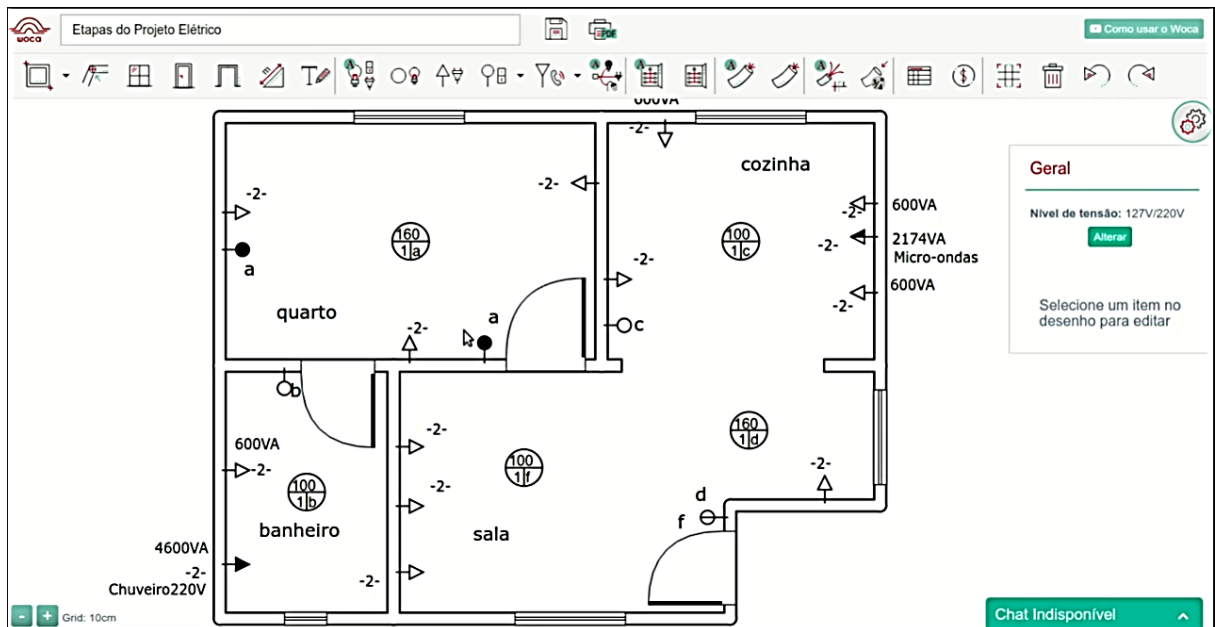 woca
Etapas do Projeto Elétrico
PDF
Como usar o Woca
600VA
-2-
cozinha
-2-
-2-
600VA
-2-
160
1 a
100
1 c
-2-
2174VA
Micro-ondas
a
-2-
600VA
-2-
quarto
a
-2-
c
b
160
1 d
600VA
-2-
-2-
100
1 f
-2-
-2-
100
1 b
d
f
banheiro
sala
4600VA
-2-
Chuveiro220V
-2-
Geral
Nível de tensão: 127V/220V
Alterar
Selecione um item no
desenho para editar
- + Grid: 10cm
Chat Indisponível